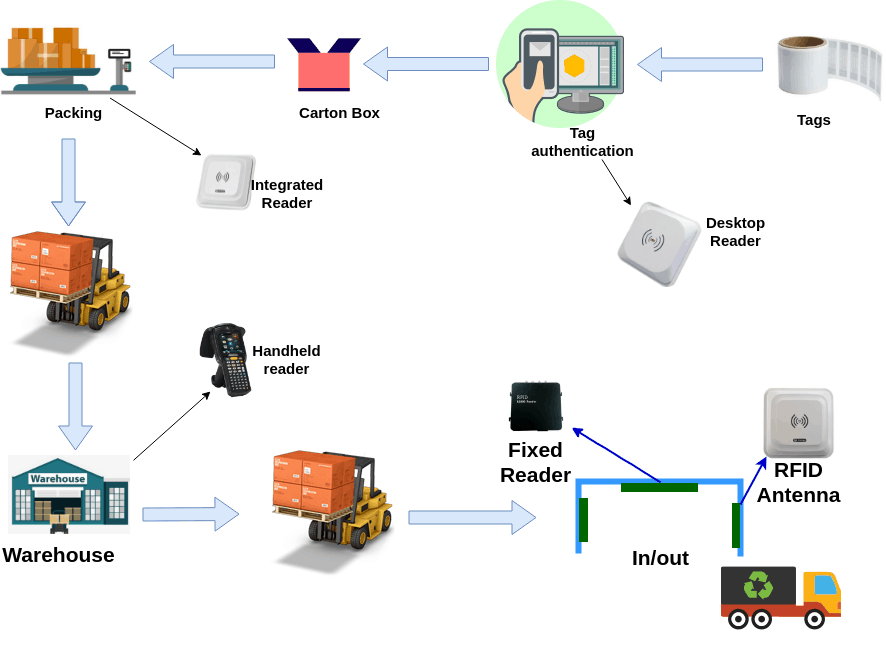 Packing
Carton Box
Tag
authentication
Tags
Integrated
Reader
Desktop
Reader
Handheld
reader
Warehouse
Warehouse
RFID
Fixed
Reader
RFID
Antenna
In/out